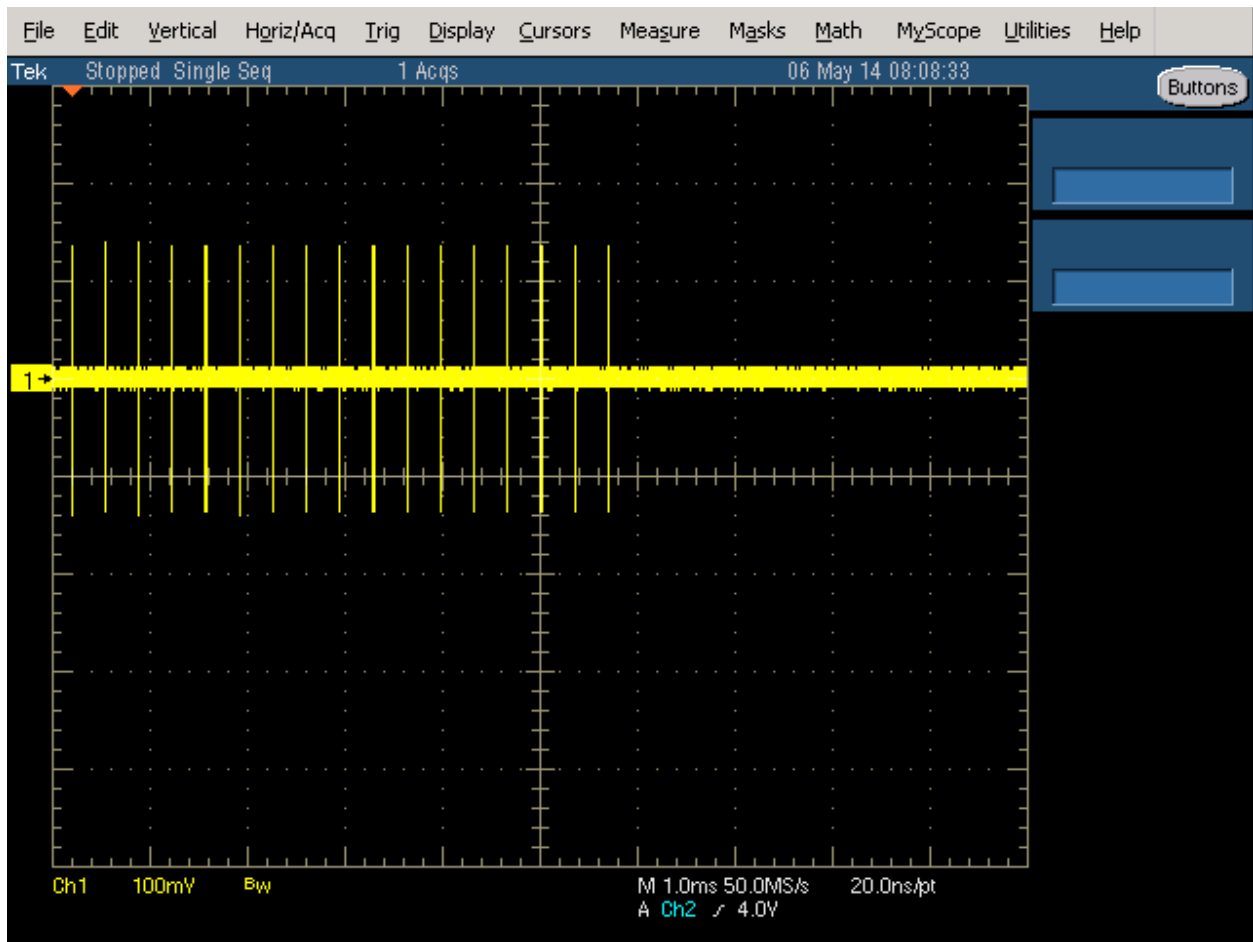 File Edit Vertical Horiz/Acq Trig Display Cursors Measure Masks Math MyScope Utilities Help
Tek Stopped Single Seq 1 Acqs 06 May 14 08:08:33
Buttons
1
Ch1 100mV BW M 1.0ms 50.0MS/s 20.0ns/pt
A Ch2 4.0V